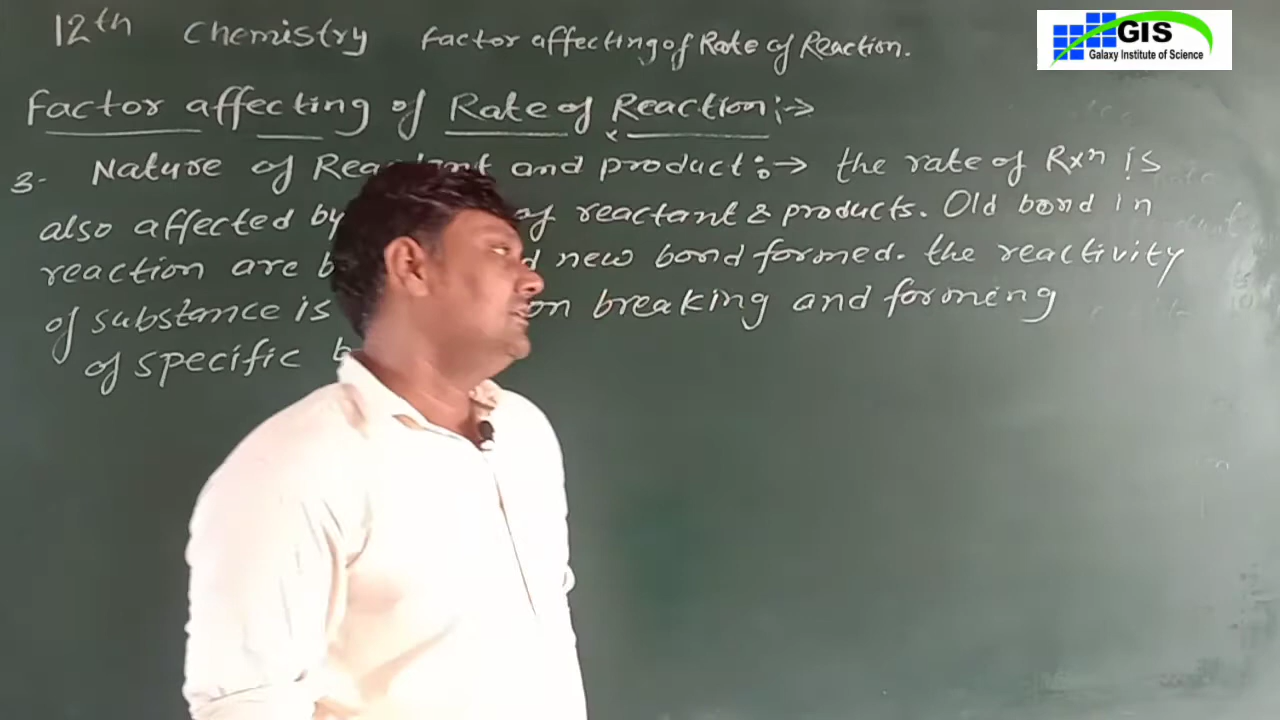 12th Chemistry factor affecting of Rate of Reaction.
GIS
Galaxy Institute of Science
Factor affecting of Rate of Reaction:→
3- Nature of Reactant and product:→ the rate of Rxⁿ is
also affected by of reactant & products. Old bond in
reaction are new bond formed. the reactivity
of substance is on breaking and forming
of specific